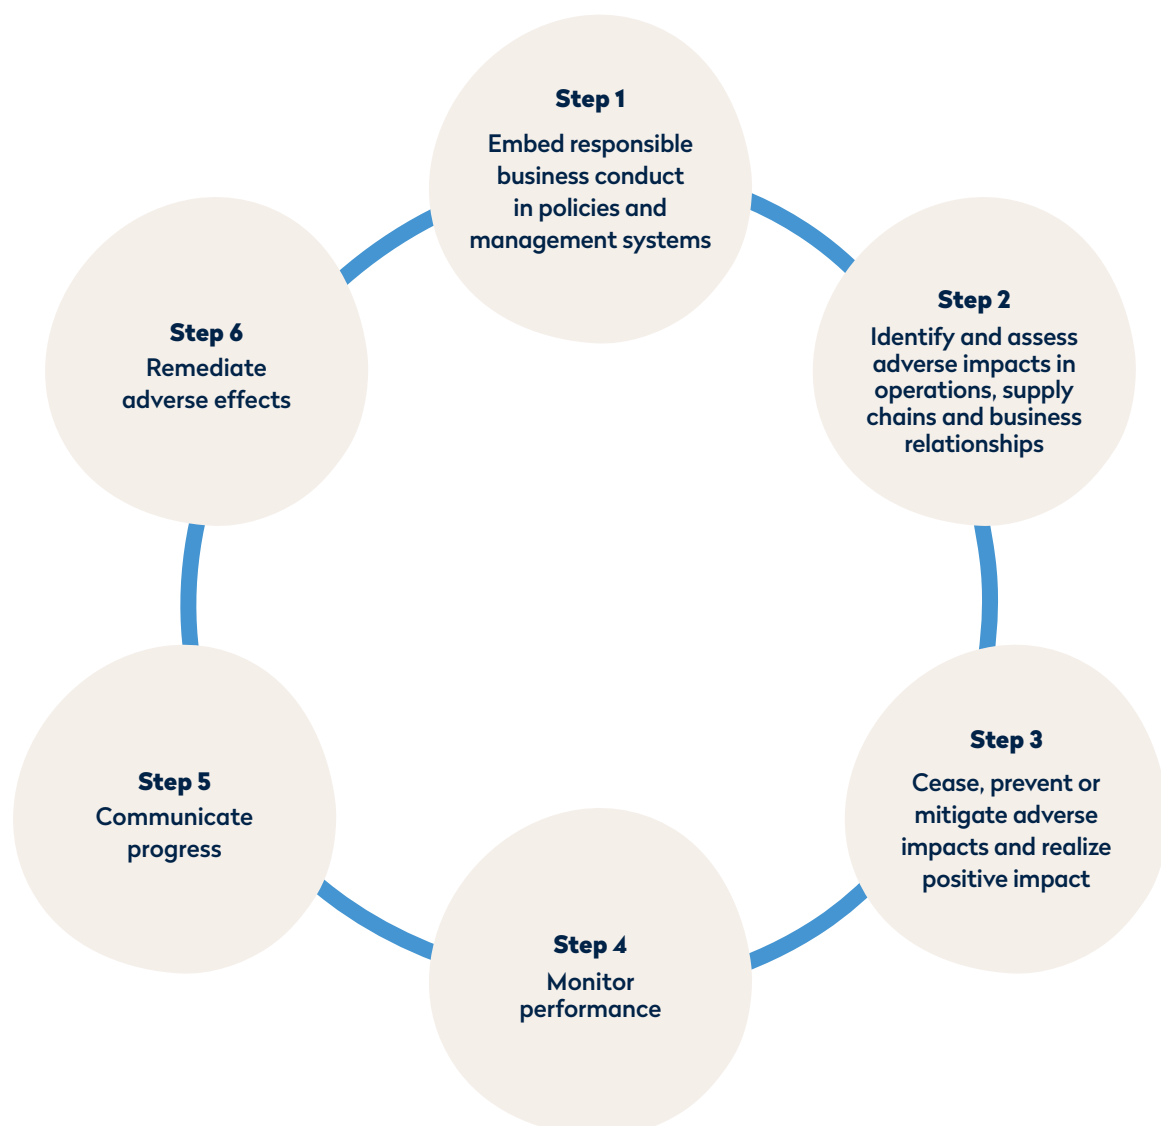 Step 1
Embed responsible
business conduct
in policies and
management systems
Step 2
Identify and assess
adverse impacts in
operations, supply
chains and business
relationships
Step 3
Cease, prevent or
mitigate adverse
impacts and realize
positive impact
Step 4
Monitor
performance
Step 5
Communicate
progress
Step 6
Remediate
adverse effects